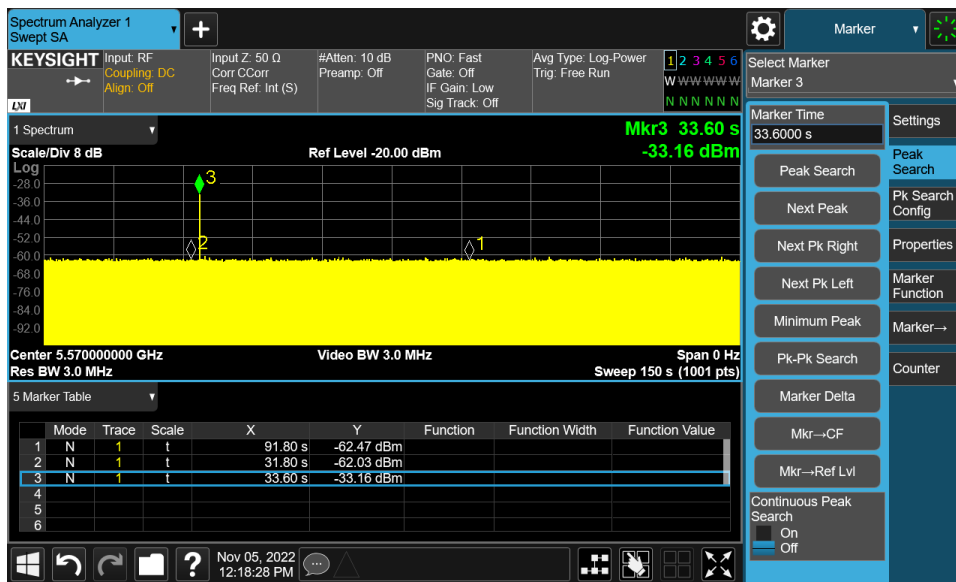 Spectrum Analyzer 1
Swept SA
Marker
KEYSIGHT
LXI
Input: RF
Coupling: DC
Align: Off
Input Z: 50 Ω
Corr CCorr
Freq Ref: Int (S)
#Atten: 10 dB
Preamp: Off
PNO: Fast
Gate: Off
IF Gain: Low
Sig Track: Off
Avg Type: Log-Power
Trig: Free Run
1 2 3 4 5 6
W W W W W W
N N N N N N
Select Marker
Marker 3
1 Spectrum
Mkr3 33.60 s
-33.16 dBm
Scale/Div 8 dB
Ref Level -20.00 dBm
Log
-28.0
-36.0
-44.0
-52.0
-60.0
-68.0
-76.0
-84.0
-92.0
3
2
1
Center 5.570000000 GHz
Res BW 3.0 MHz
Video BW 3.0 MHz
Span 0 Hz
Sweep 150 s (1001 pts)
Marker Time
33.6000 s
Peak Search
Next Peak
Next Pk Right
Next Pk Left
Minimum Peak
Pk-Pk Search
Marker Delta
Mkr→CF
Mkr→Ref Lvl
Continuous Peak
Search
On
Off
Settings
Peak
Search
Pk Search
Config
Properties
Marker
Function
Marker→
Counter
5 Marker Table
Mode Trace Scale X Y Function Function Width Function Value
1 N 1 t 91.80 s -62.47 dBm
2 N 1 t 31.80 s -62.03 dBm
3 N 1 t 33.60 s -33.16 dBm
4
5
6
?
Nov 05, 2022
12:18:28 PM